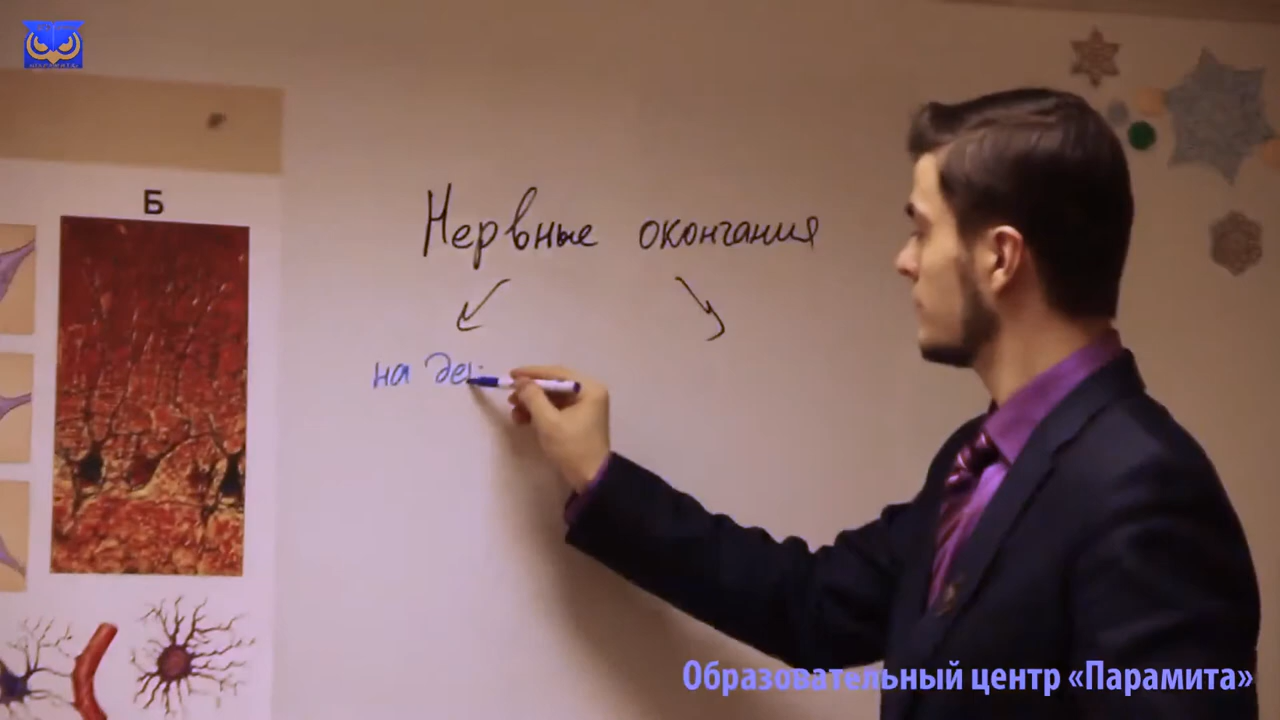 Б
Нервные окончания
на де
Образовательный центр «Парамита»